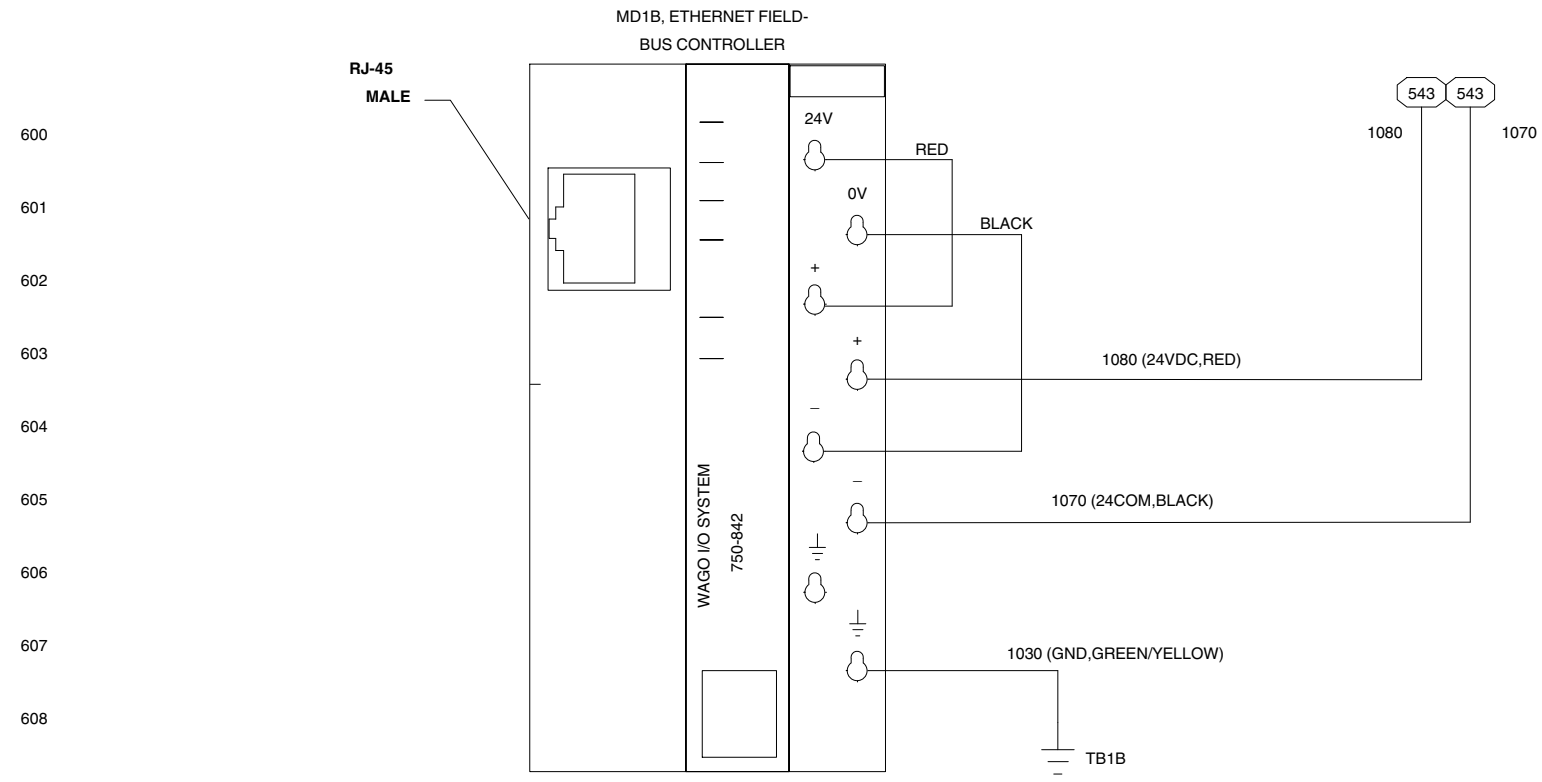 MD1B, ETHERNET FIELD-
BUS CONTROLLER
RJ-45
MALE
543 543
1080 1070
600
24V
RED
601
0V
BLACK
602
+
603
+
1080 (24VDC,RED)
604
–
605
–
1070 (24COM,BLACK)
WAGO I/O SYSTEM
750-842
606
607
1030 (GND,GREEN/YELLOW)
608
TB1B